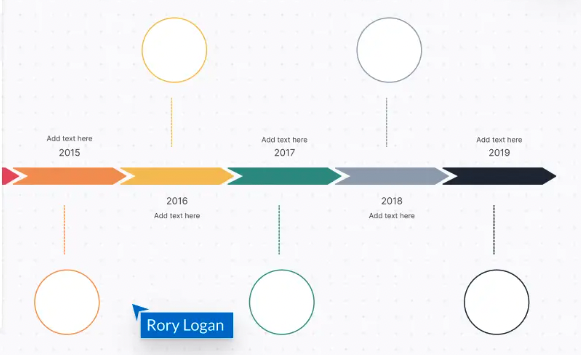 Add text here
2015
2016
Add text here
Add text here
2017
2018
Add text here
Add text here
2019
Rory Logan